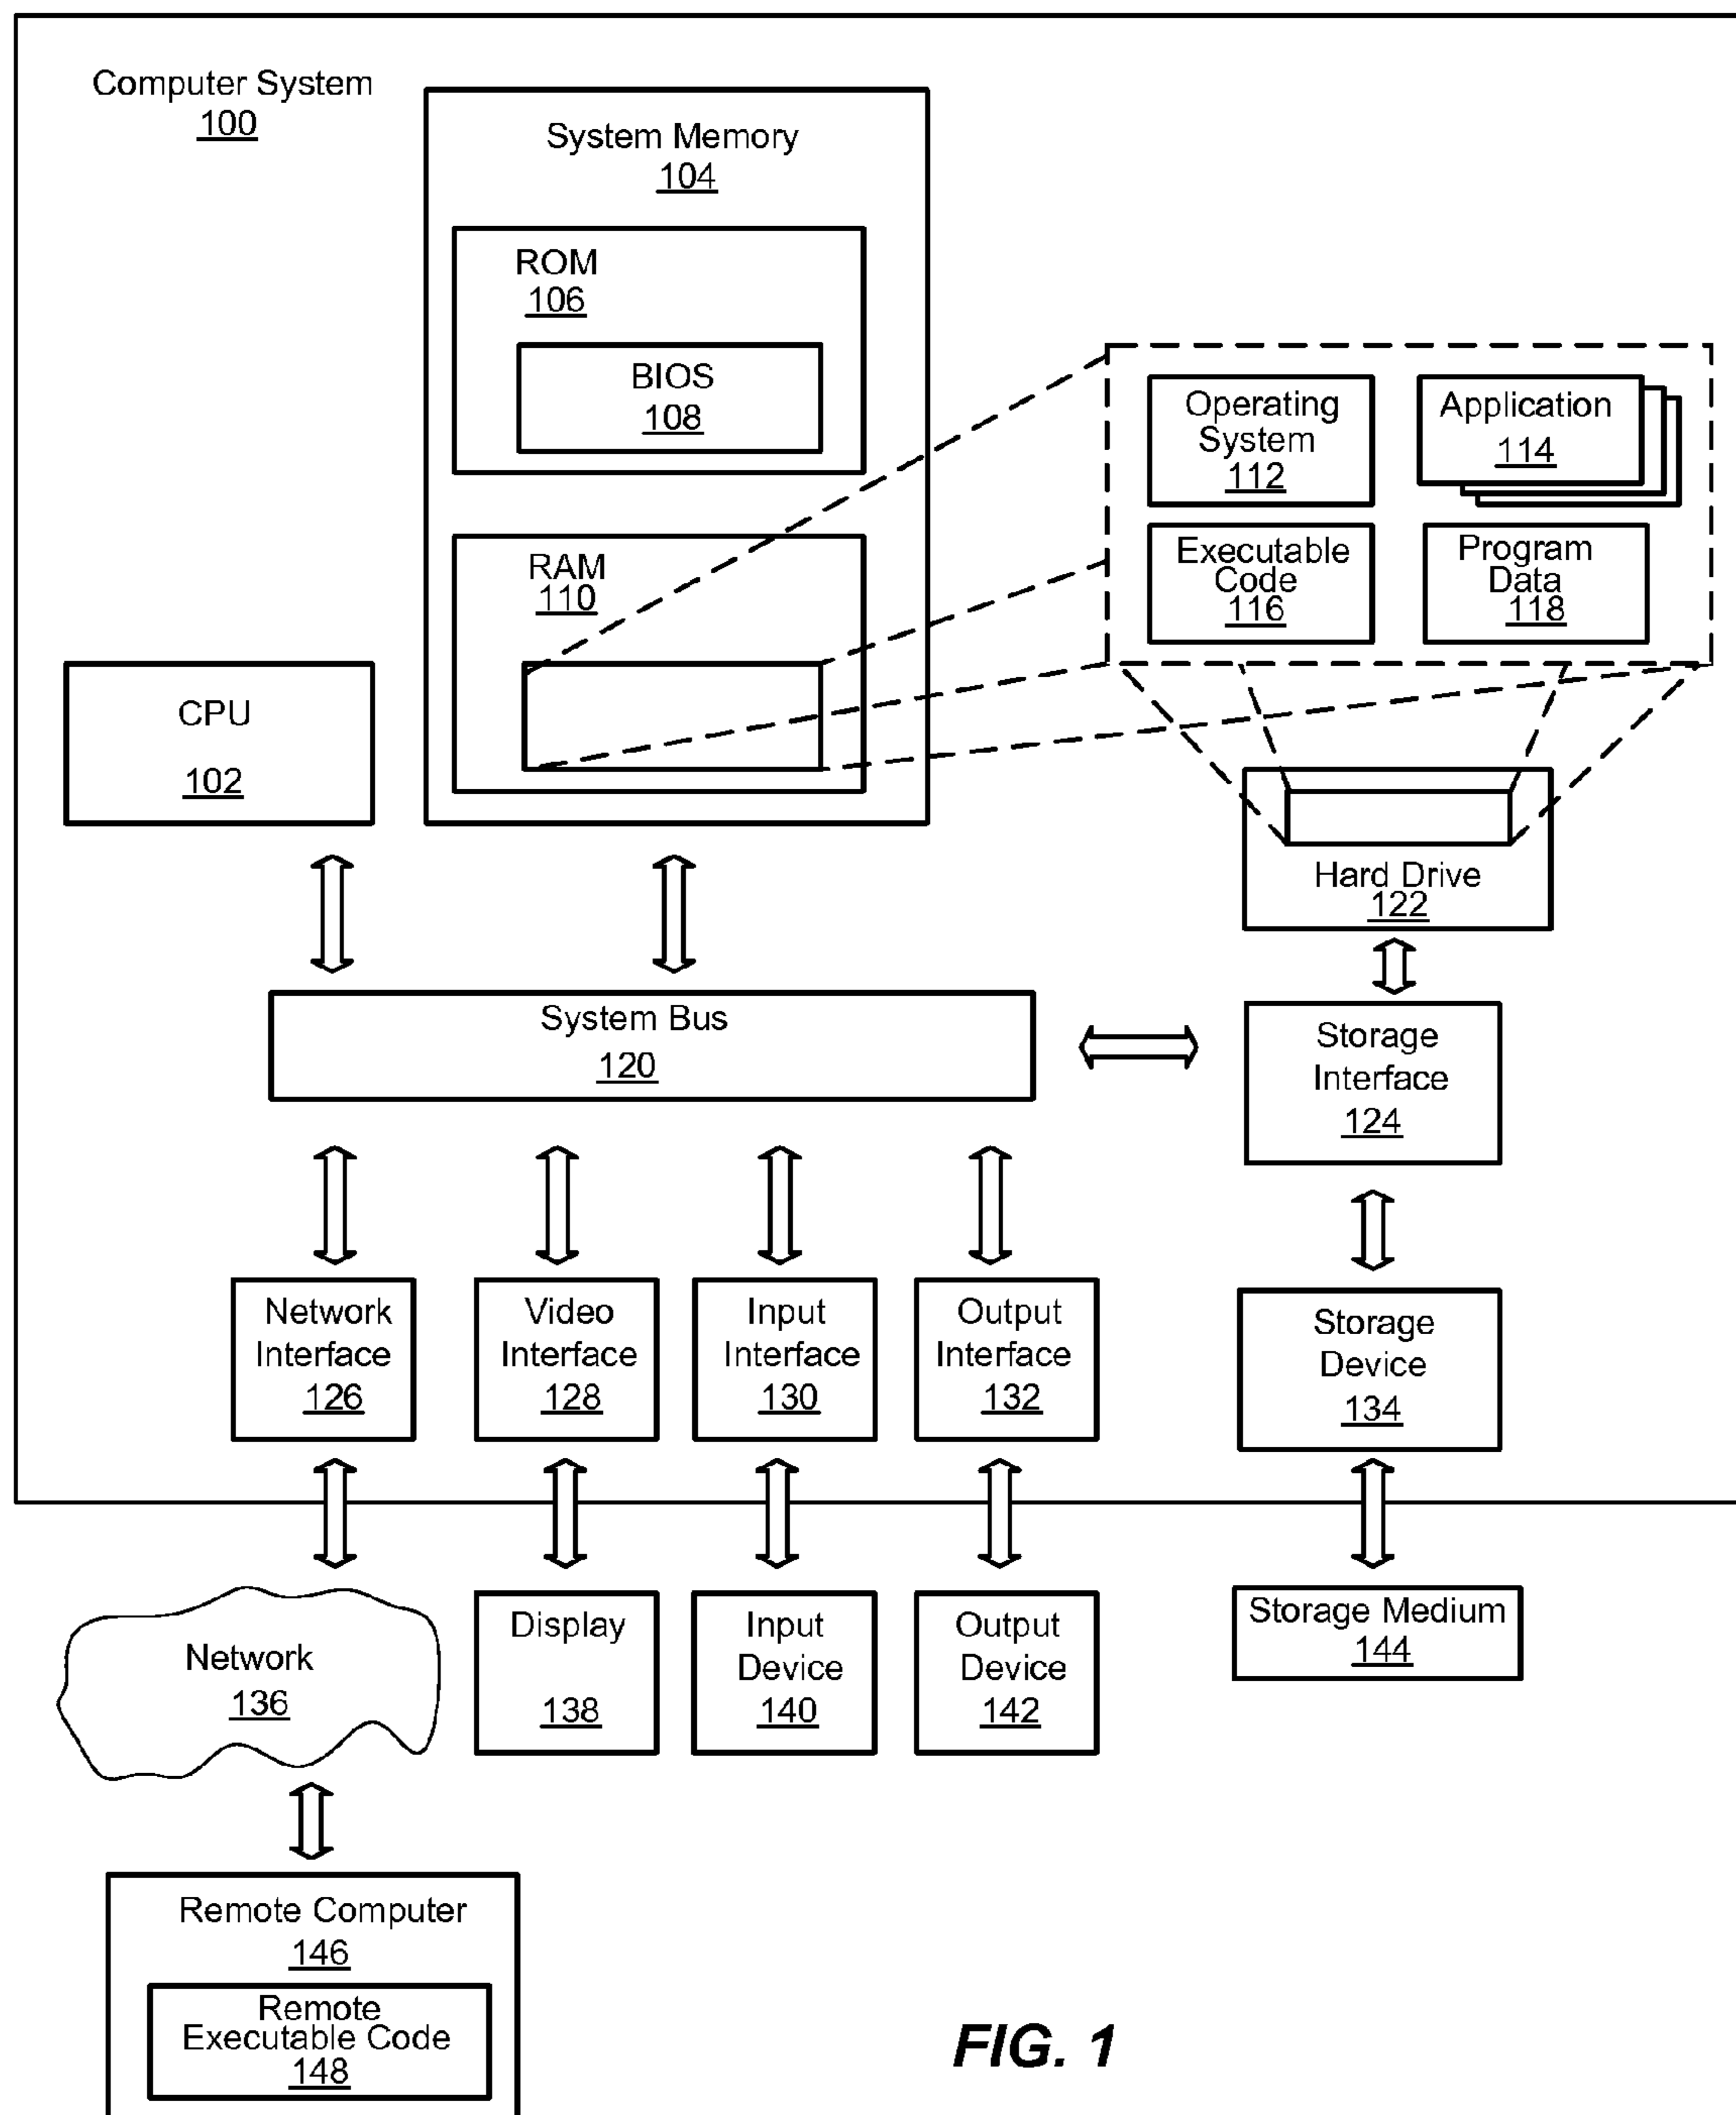 Computer System
100
System Memory
104
ROM
106
BIOS
108
RAM
110
Operating
System
112
Application
114
Executable
Code
116
Program
Data
118
CPU
102
Hard Drive
122
System Bus
120
Storage
Interface
124
Network
Interface
126
Video
Interface
128
Input
Interface
130
Output
Interface
132
Storage
Device
134
Network
136
Display
138
Input
Device
140
Output
Device
142
Storage Medium
144
Remote Computer
146
Remote
Executable Code
148
FIG. 1